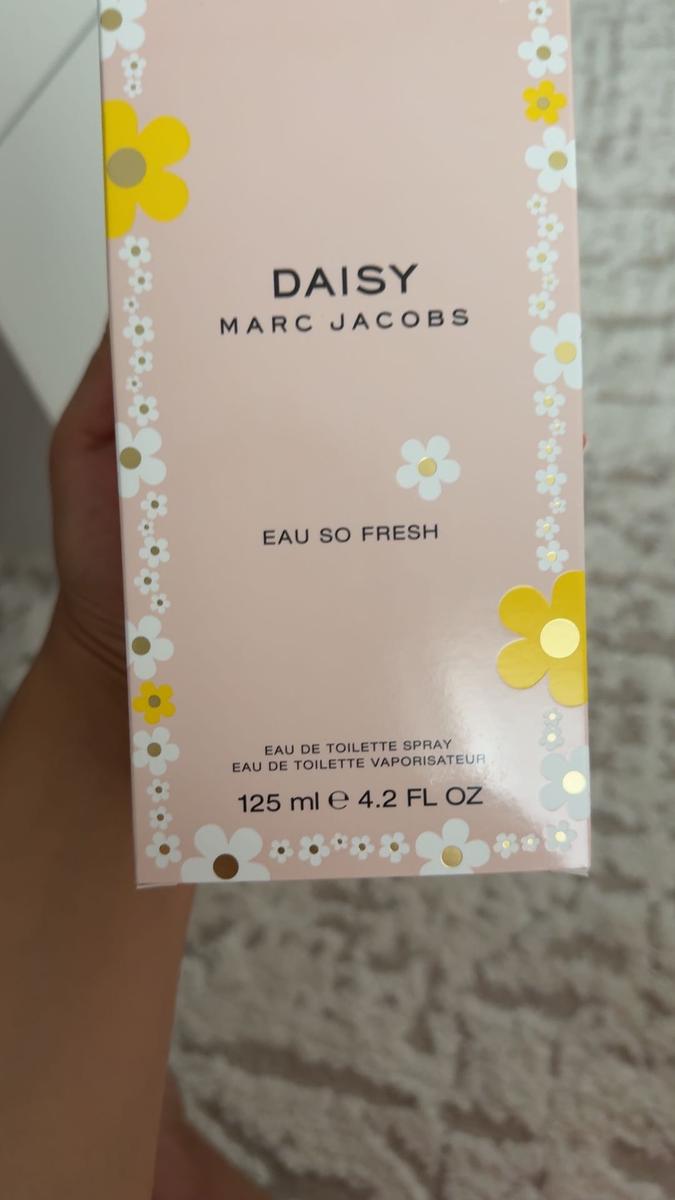 DAISY
MARC JACOBS
EAU SO FRESH
EAU DE TOILETTE SPRAY
EAU DE TOILETTE VAPORISATEUR
125 ml ℮ 4.2 FL OZ